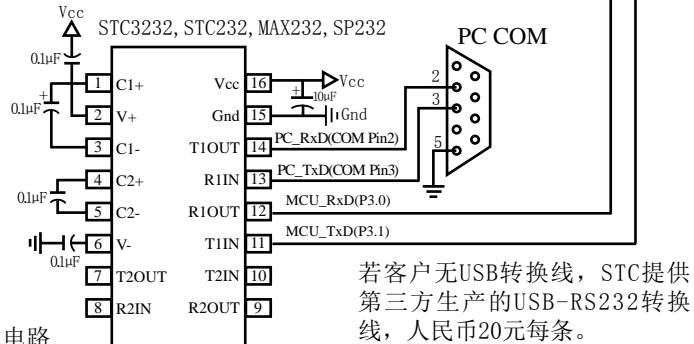 Vcc
STC3232, STC232, MAX232, SP232
PC COM
0.1μF
1 C1+ Vcc 16 Vcc
+ 10μF
0.1μF +
2 V+ Gnd 15 Gnd
3 C1- T1OUT 14 PC_RxD(COM Pin2)
4 C2+ R1IN 13 PC_TxD(COM Pin3)
2
3
5
0.1μF
5 C2- R1OUT 12 MCU_RxD(P3.0)
6 V- T1IN 11 MCU_TxD(P3.1)
0.1μF
7 T2OUT T2IN 10
8 R2IN R2OUT 9
若客户无USB转换线，STC提供
第三方生产的USB-RS232转换
线，人民币20元每条。
电路